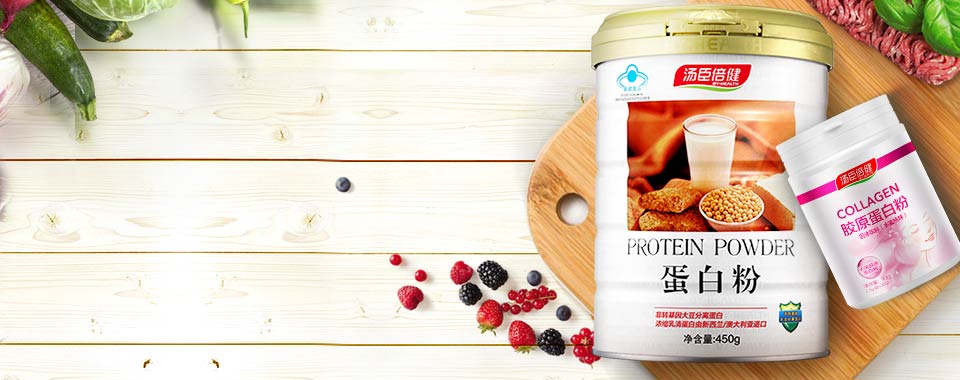 汤臣倍健
BY-HEALTH
PROTEIN POWDER
蛋白粉
非转基因大豆分离蛋白
浓缩乳清蛋白由新西兰/澳大利亚进口
净含量:450g
汤臣倍健
COLLAGEN
胶原蛋白粉